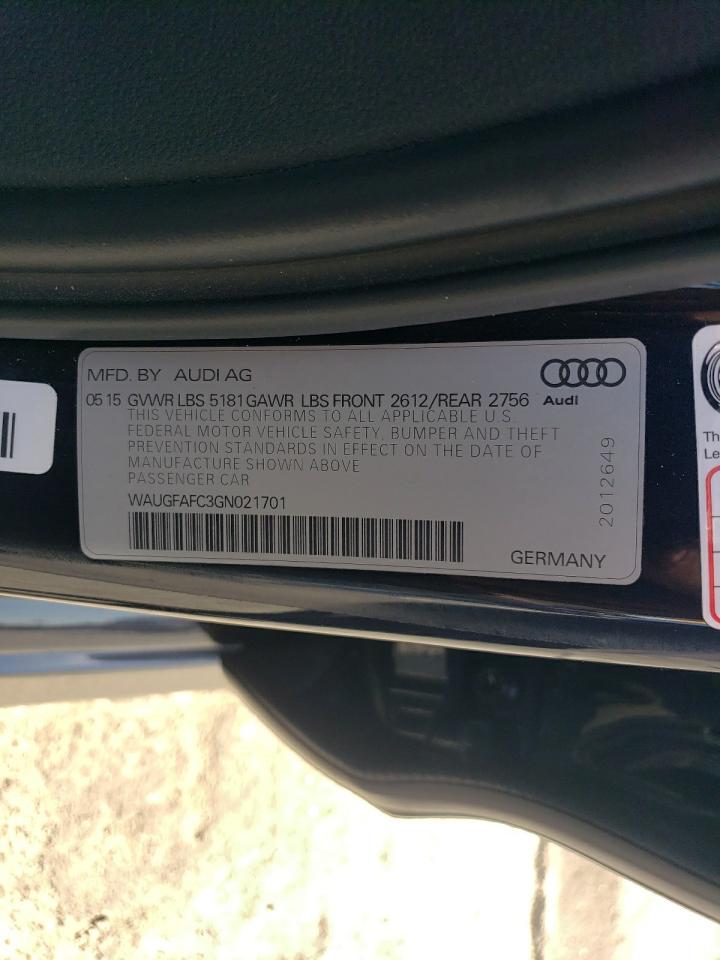 MFD. BY AUDI AG
05 15 GVWR LBS 5181 GAWR LBS FRONT 2612/REAR 2756 Audi
THIS VEHICLE CONFORMS TO ALL APPLICABLE U.S.
FEDERAL MOTOR VEHICLE SAFETY, BUMPER AND THEFT
PREVENTION STANDARDS IN EFFECT ON THE DATE OF
MANUFACTURE SHOWN ABOVE
PASSENGER CAR
WAUGFAFC3GN021701
GERMANY
2012649
Th
Le